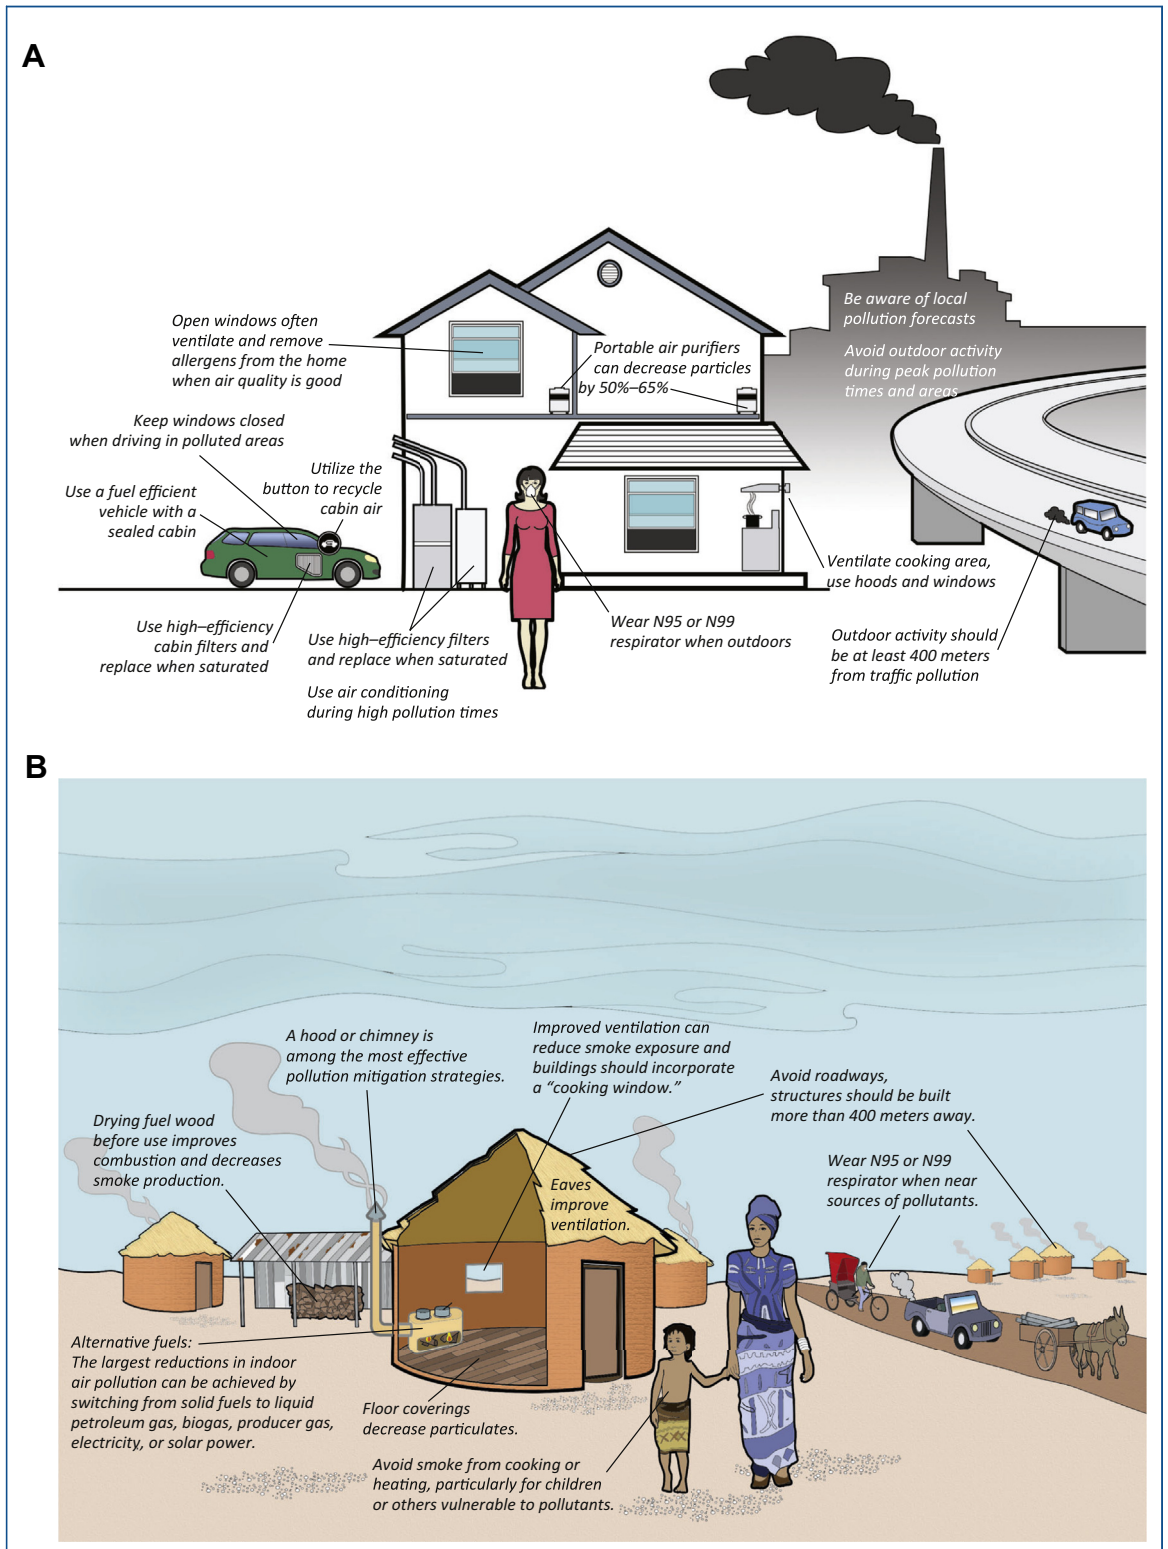 A
Be aware of local
pollution forecasts
Avoid outdoor activity
during peak pollution
times and areas
Open windows often
ventilate and remove
allergens from the home
when air quality is good
Portable air purifiers
can decrease particles
by 50%–65%
Keep windows closed
when driving in polluted areas
Utilize the
button to recycle
cabin air
Use a fuel efficient
vehicle with a
sealed cabin
Ventilate cooking area,
use hoods and windows
Use high–efficiency
cabin filters and
replace when saturated
Use high–efficiency filters
and replace when saturated
Use air conditioning
during high pollution times
Wear N95 or N99
respirator when outdoors
Outdoor activity should
be at least 400 meters
from traffic pollution
B
A hood or chimney is
among the most effective
pollution mitigation strategies.
Improved ventilation can
reduce smoke exposure and
buildings should incorporate
a “cooking window.”
Avoid roadways,
structures should be built
more than 400 meters away.
Drying fuel wood
before use improves
combustion and decreases
smoke production.
Wear N95 or N99
respirator when near
sources of pollutants.
Eaves
improve
ventilation.
Alternative fuels:
The largest reductions in indoor
air pollution can be achieved by
switching from solid fuels to liquid
petroleum gas, biogas, producer gas,
electricity, or solar power.
Floor coverings
decrease particulates.
Avoid smoke from cooking or
heating, particularly for children
or others vulnerable to pollutants.